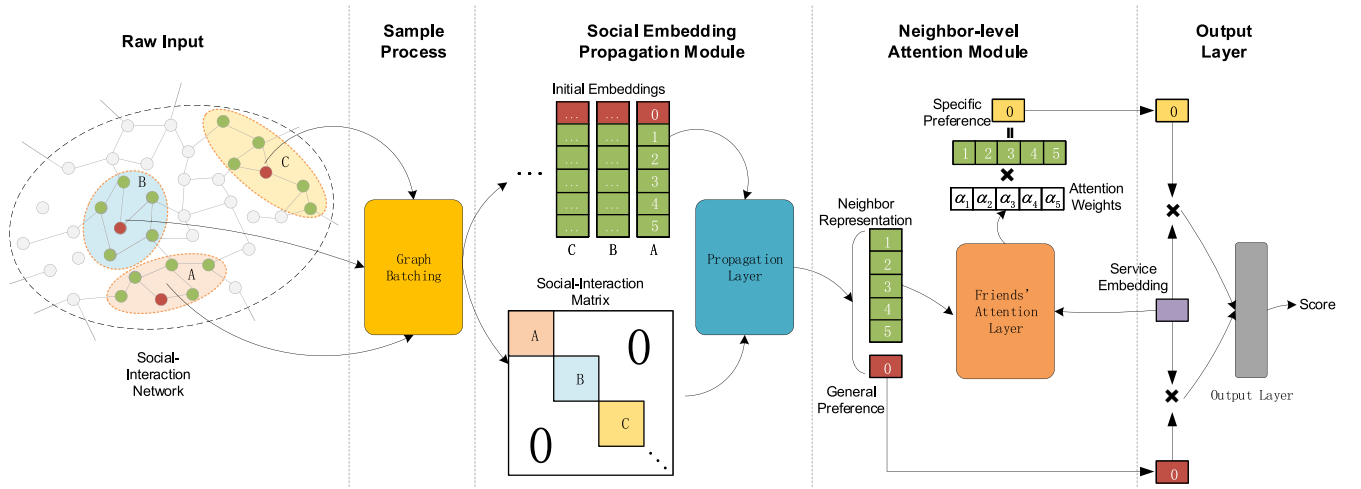 Raw Input
Sample
Process
Social Embedding
Propagation Module
Neighbor-level
Attention Module
Output
Layer
C
B
A
Social-
Interaction
Network
Graph
Batching
Initial Embeddings
... ... 0
... ... 1
... ... 2
... ... 3
... ... 4
... ... 5
C B A
...
Social-Interaction
Matrix
A
B
C
0
0
...
Propagation
Layer
Neighbor
Representation
1
2
3
4
5
0
General
Preference
Specific
Preference
0
=
1 2 3 4 5
×
α₁ α₂ α₃ α₄ α₅
Attention
Weights
Friends'
Attention
Layer
Service
Embedding
0
×
×
0
Output Layer
Score